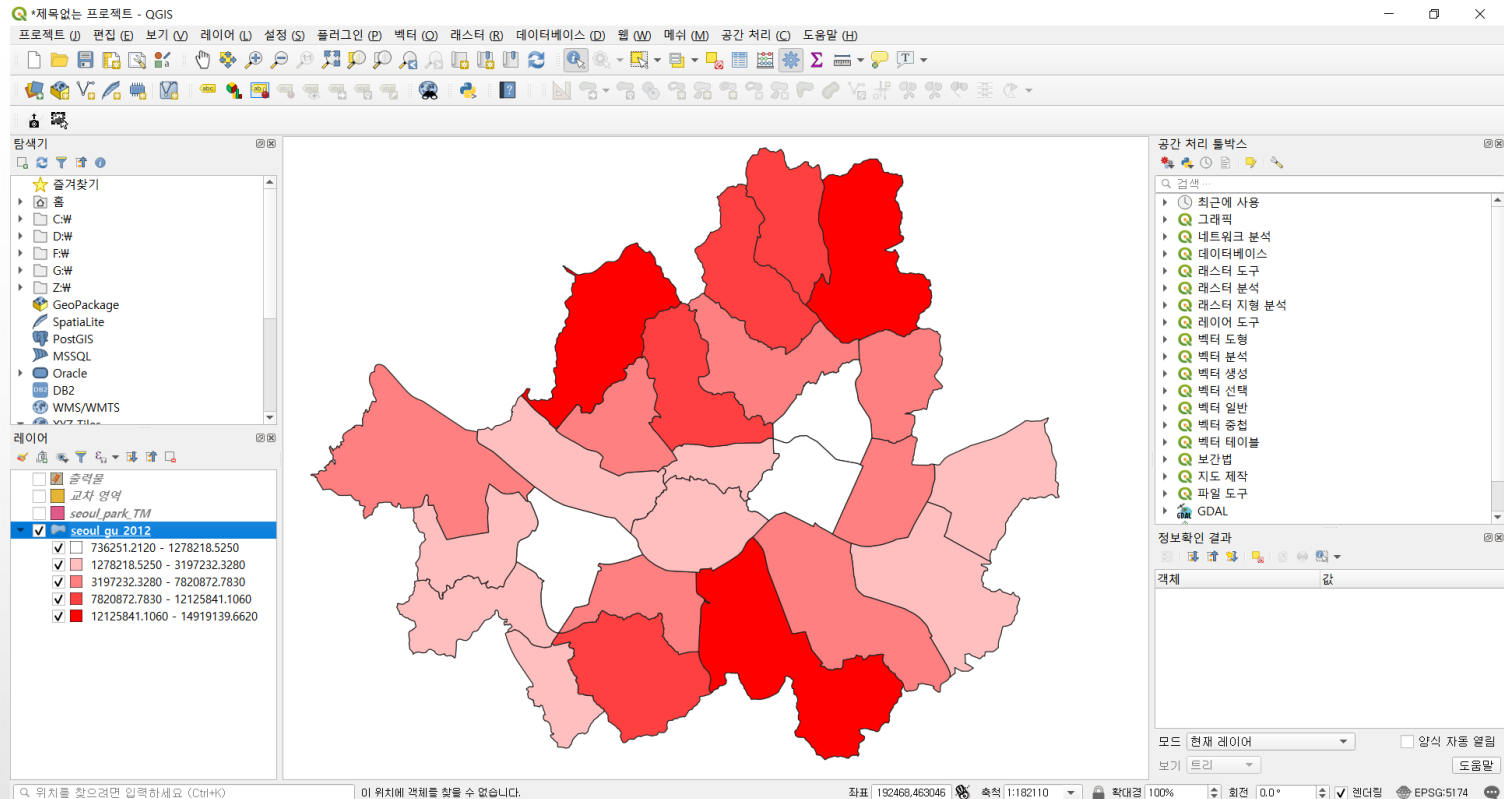 *제목없는 프로젝트 - QGIS
프로젝트 (J) 편집 (E) 보기 (V) 레이어 (L) 설정 (S) 플러그인 (P) 벡터 (O) 래스터 (R) 데이터베이스 (D) 웹 (W) 메쉬 (M) 공간 처리 (C) 도움말 (H)
탐색기
즐겨찾기
홈
C:₩
D:₩
F:₩
G:₩
Z:₩
GeoPackage
SpatiaLite
PostGIS
MSSQL
Oracle
DB2
WMS/WMTS
XYZ Tiles
레이어
출력물
교차 영역
seoul_park_TM
seoul_gu_2012
736251.2120 - 1278218.5250
1278218.5250 - 3197232.3280
3197232.3280 - 7820872.7830
7820872.7830 - 12125841.1060
12125841.1060 - 14919139.6620
공간 처리 툴박스
검색…
최근에 사용
그래픽
네트워크 분석
데이터베이스
래스터 도구
래스터 분석
래스터 지형 분석
레이어 도구
벡터 도형
벡터 분석
벡터 생성
벡터 선택
벡터 일반
벡터 중첩
벡터 테이블
보간법
지도 제작
파일 도구
GDAL
정보확인 결과
객체 값
모드 현재 레이어 양식 자동 열림
보기 트리 도움말
위치를 찾으려면 입력하세요 (Ctrl+K) 이 위치에 객체를 찾을 수 없습니다. 좌표 192468,463046 축척 1:182110 확대경 100% 회전 0.0° 렌더링 EPSG:5174